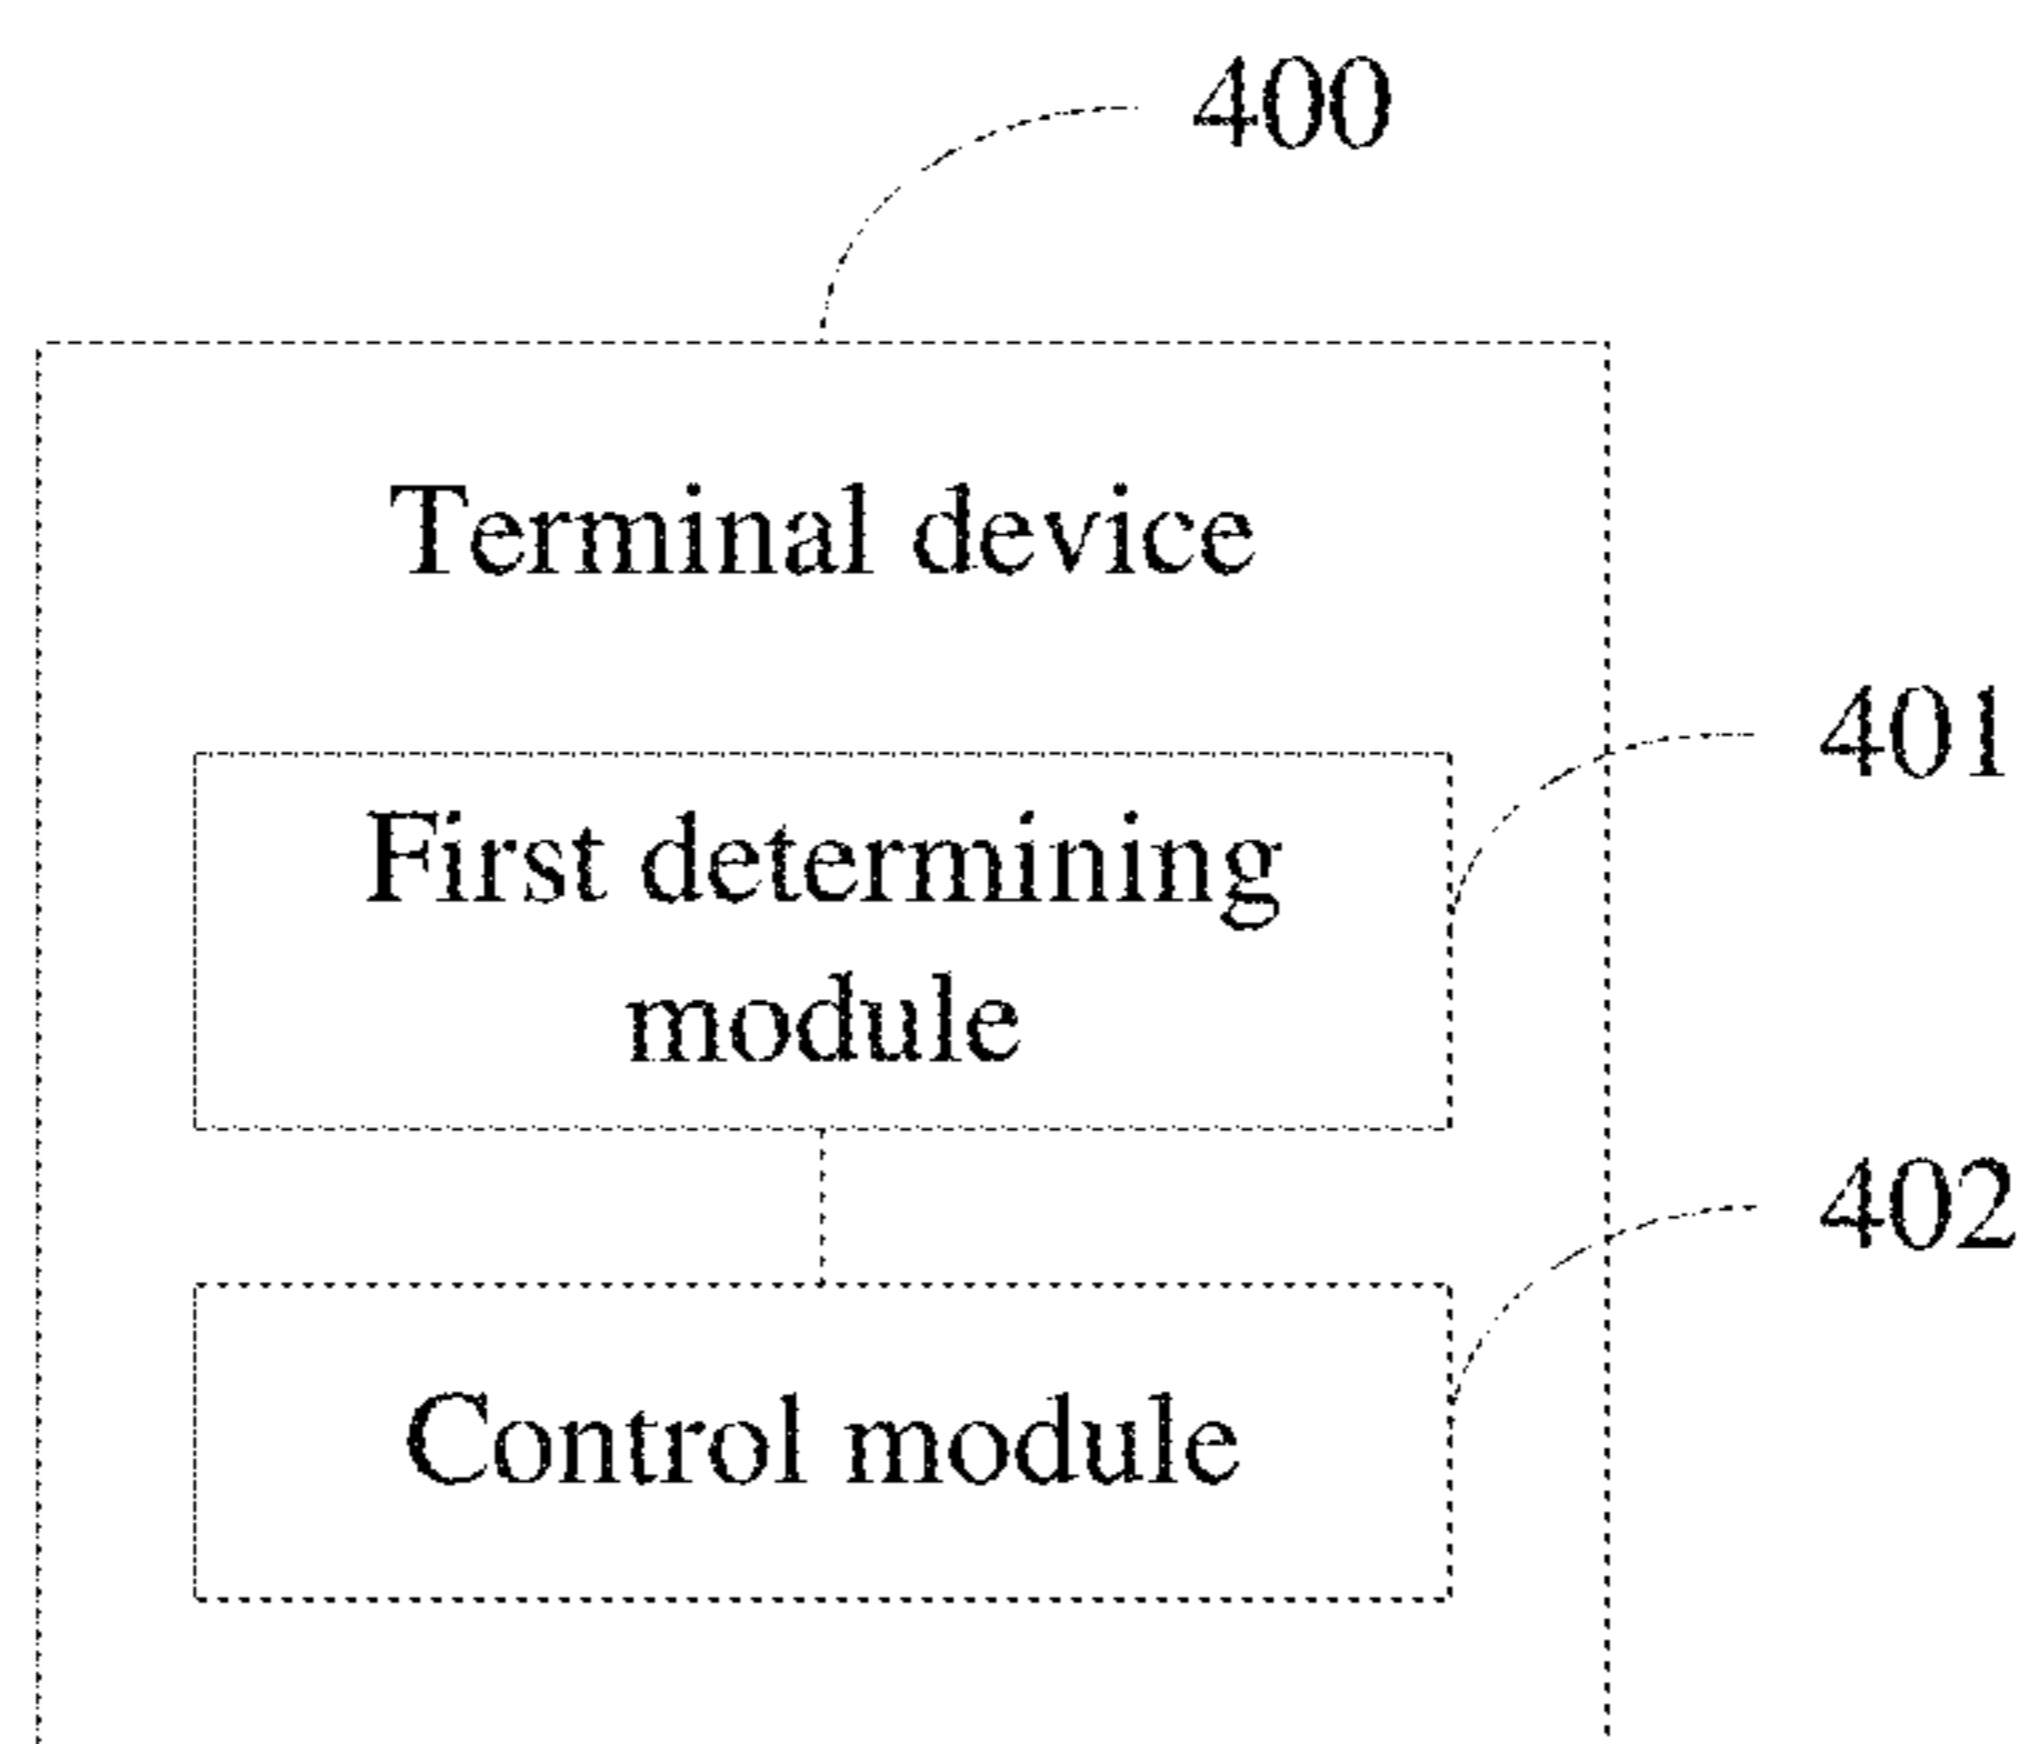 400
Terminal device
401
First determining
module
402
Control module